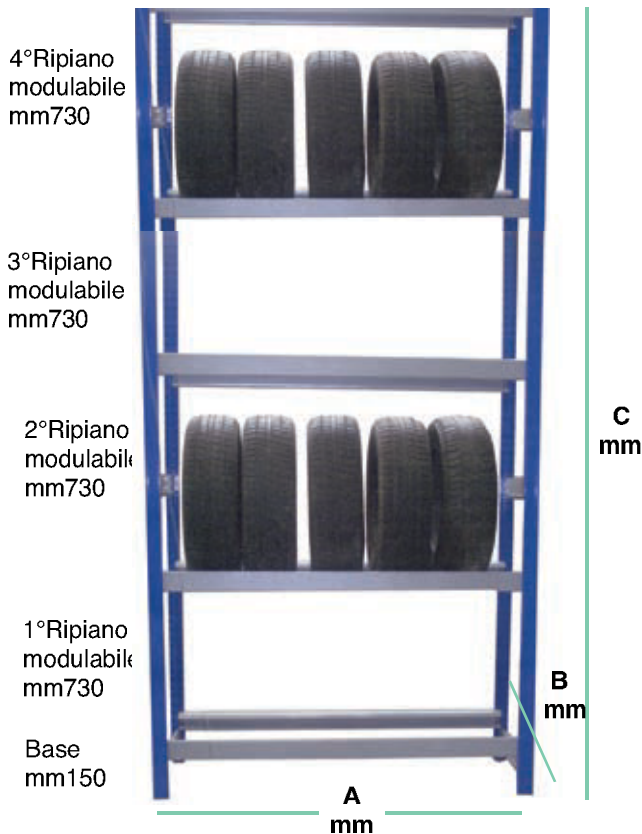 4°Ripiano
modulabile
mm730
3°Ripiano
modulabile
mm730
2°Ripiano
modulabile
mm730
1°Ripiano
modulabile
mm730
Base
mm150
A
mm
B
mm
C
mm